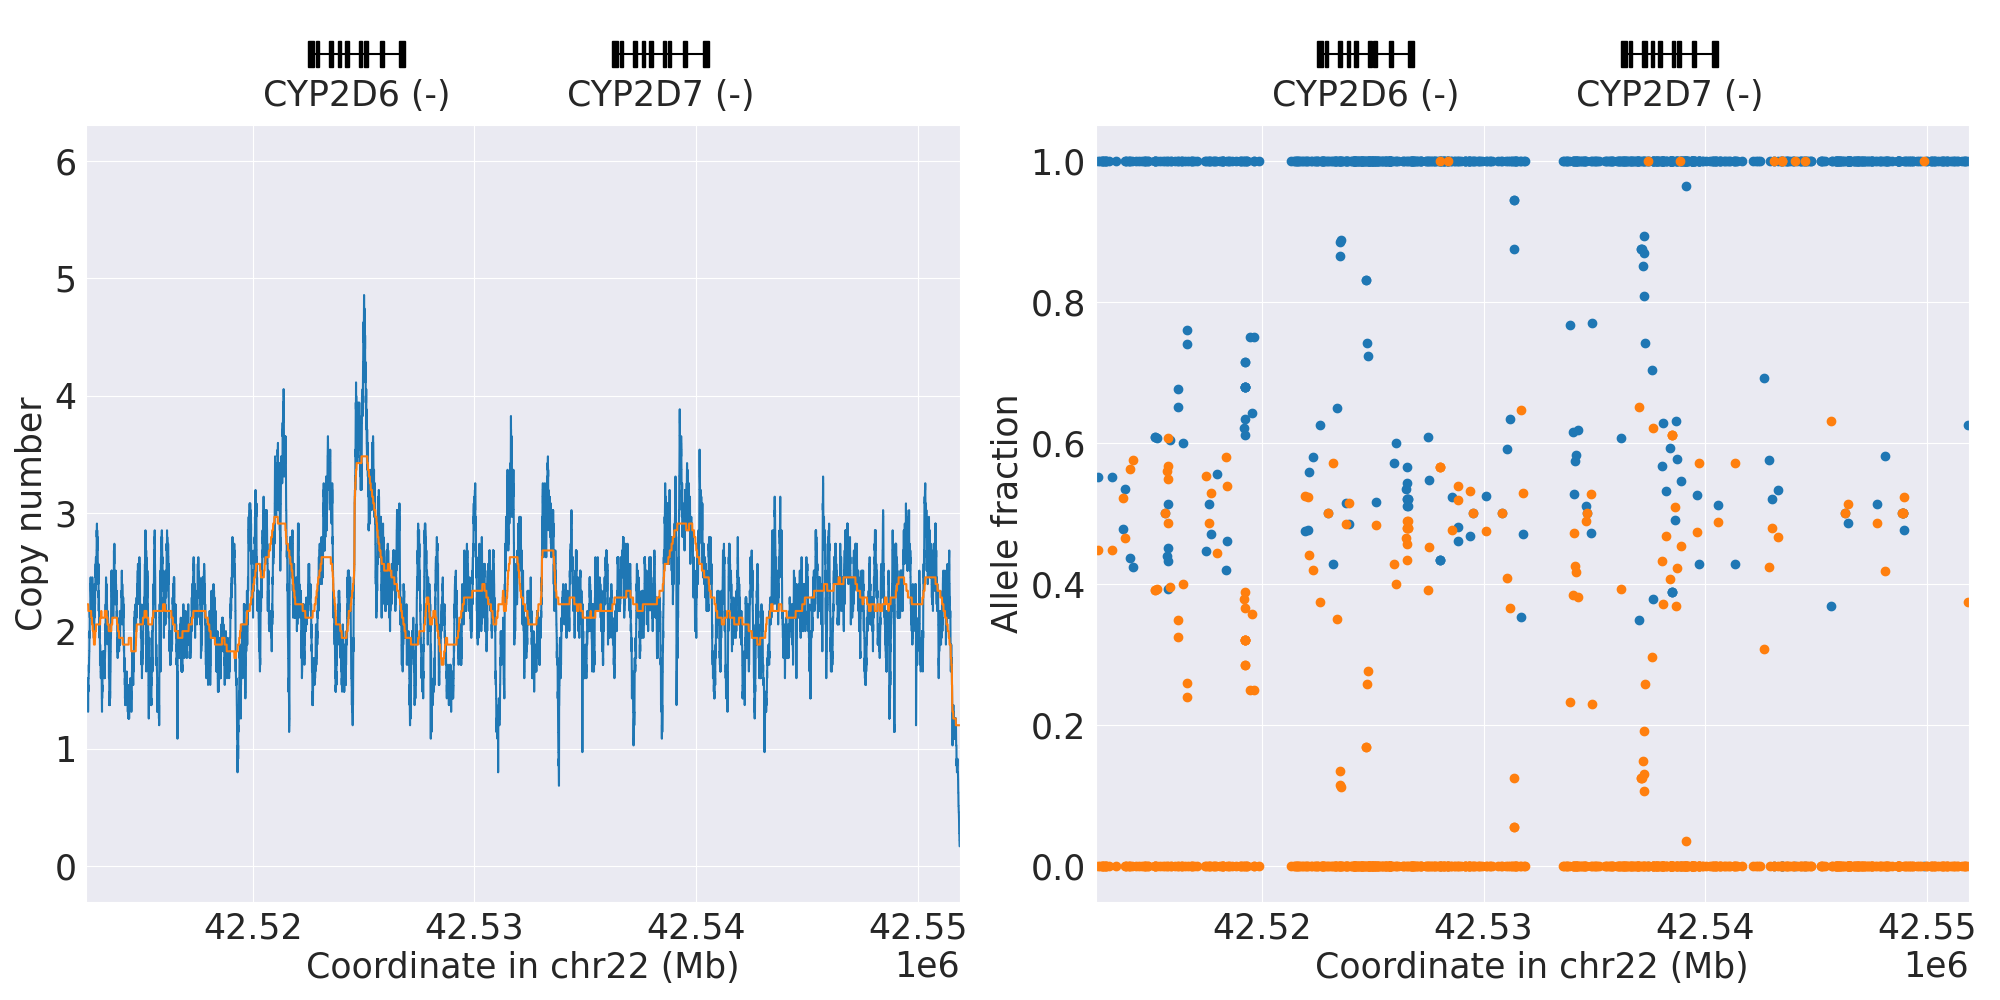 CYP2D6 (-) CYP2D7 (-)
6
5
4
3
2
1
0
Copy number
42.52 42.53 42.54 42.55
Coordinate in chr22 (Mb) 1e6
CYP2D6 (-) CYP2D7 (-)
1.0
0.8
0.6
0.4
0.2
0.0
Allele fraction
42.52 42.53 42.54 42.55
Coordinate in chr22 (Mb) 1e6